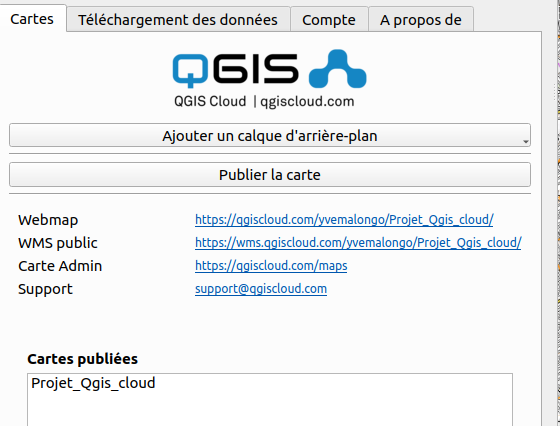 Cartes Téléchargement des données Compte A propos de
QGIS
QGIS Cloud | qgiscloud.com
Ajouter un calque d'arrière-plan
Publier la carte
Webmap https://qgiscloud.com/yvemalongo/Projet_Qgis_cloud/
WMS public https://wms.qgiscloud.com/yvemalongo/Projet_Qgis_cloud/
Carte Admin https://qgiscloud.com/maps
Support support@qgiscloud.com
Cartes publiées
Projet_Qgis_cloud